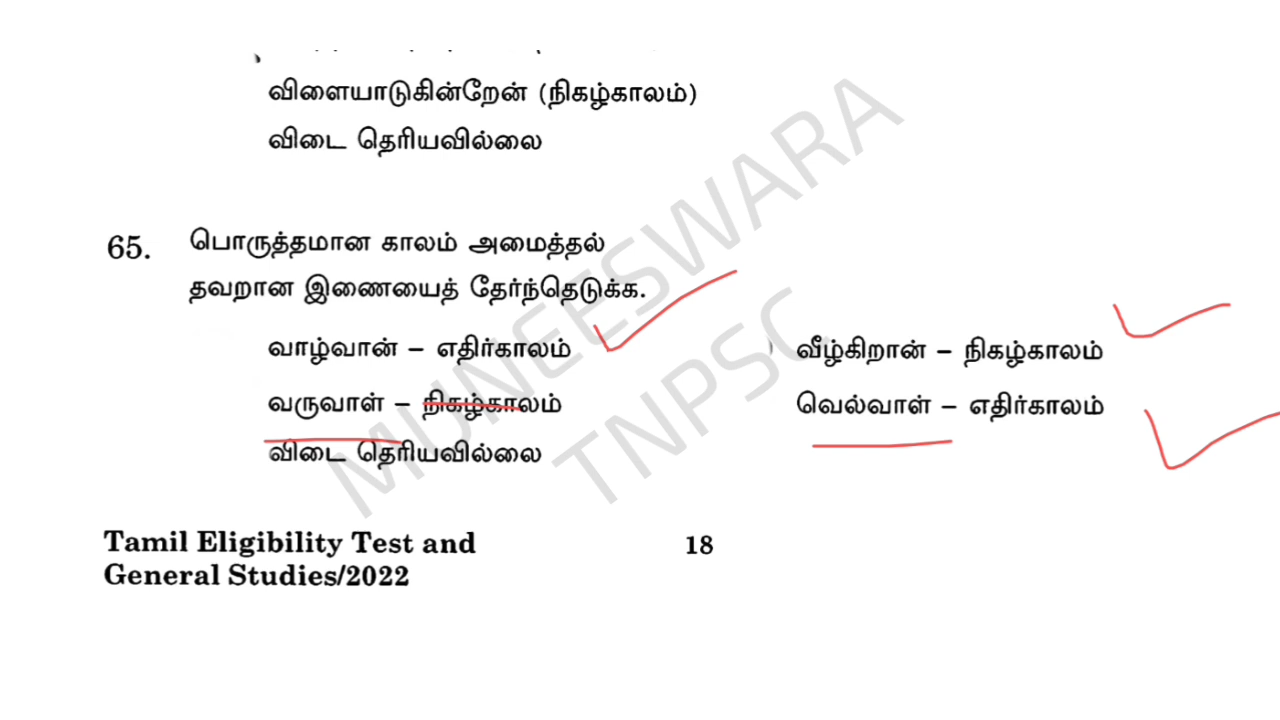 விளையாடுகின்றேன் (நிகழ்காலம்)
விடை தெரியவில்லை
65. பொருத்தமான காலம் அமைத்தல்
தவறான இணையைத் தேர்ந்தெடுக்க.
வாழ்வான் – எதிர்காலம் வீழ்கிறான் – நிகழ்காலம்
வருவாள் – நிகழ்காலம் வெல்வாள் – எதிர்காலம்
விடை தெரியவில்லை
Tamil Eligibility Test and 18
General Studies/2022
MUNEESWARA
TNPSC